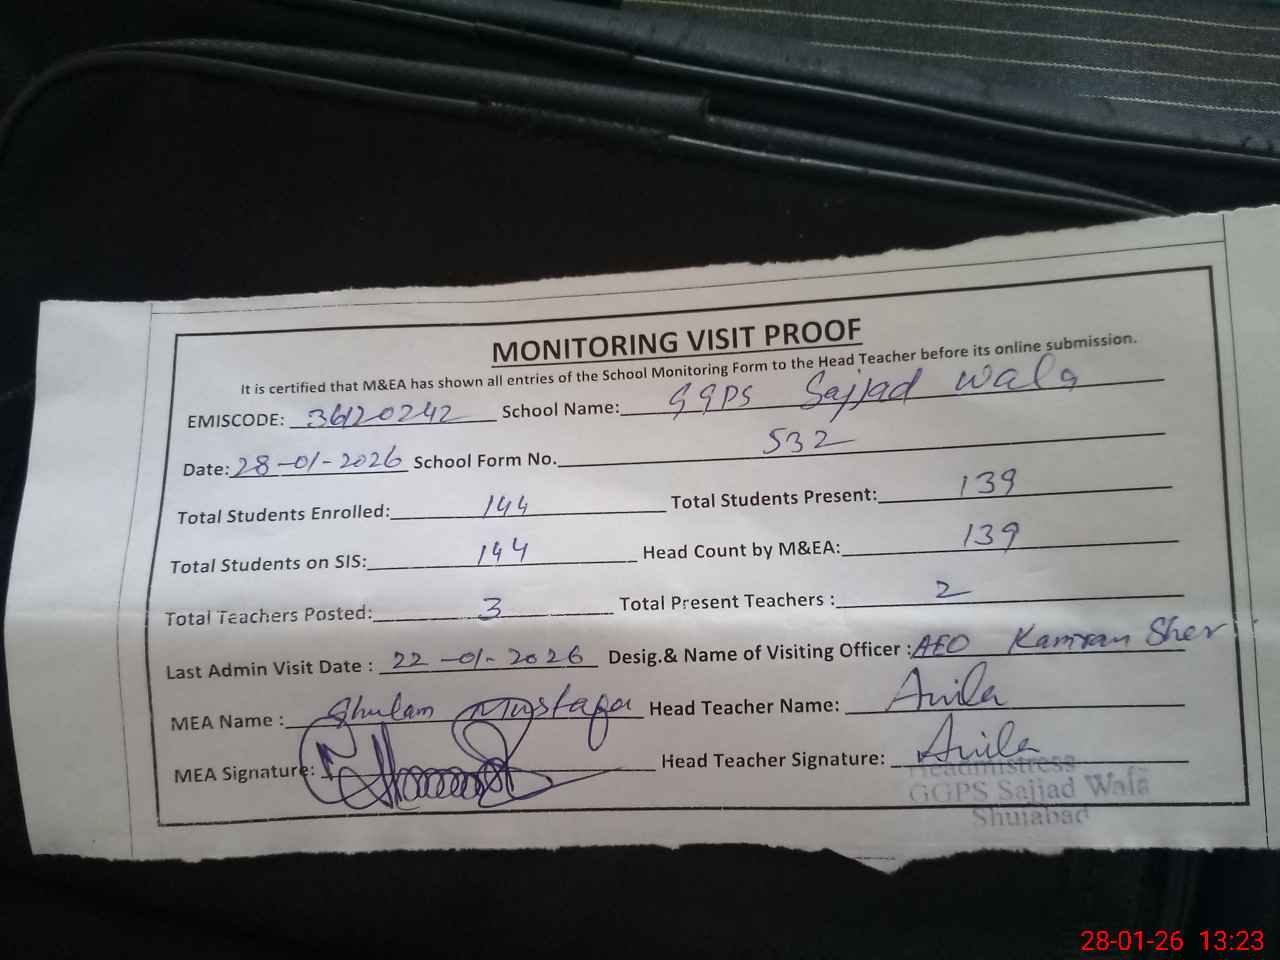 MONITORING VISIT PROOF
It is certified that M&EA has shown all entries of the School Monitoring Form to the Head Teacher before its online submission.
EMISCODE: 36120242 School Name: GGPS Sajjad Wala
Date: 28-01-2026 School Form No. 532
Total Students Enrolled: 144 Total Students Present: 139
Total Students on SIS: 144 Head Count by M&EA: 139
Total Teachers Posted: 3 Total Present Teachers : 2
Last Admin Visit Date : 22-01-2026 Desig.& Name of Visiting Officer : AEO Kamran Sher
MEA Name : Ghulam Mustafa Head Teacher Name: Anila
MEA Signature: Head Teacher Signature: Anila
Headmistress
GGPS Sajjad Wala
Shujabad
28-01-26 13:23